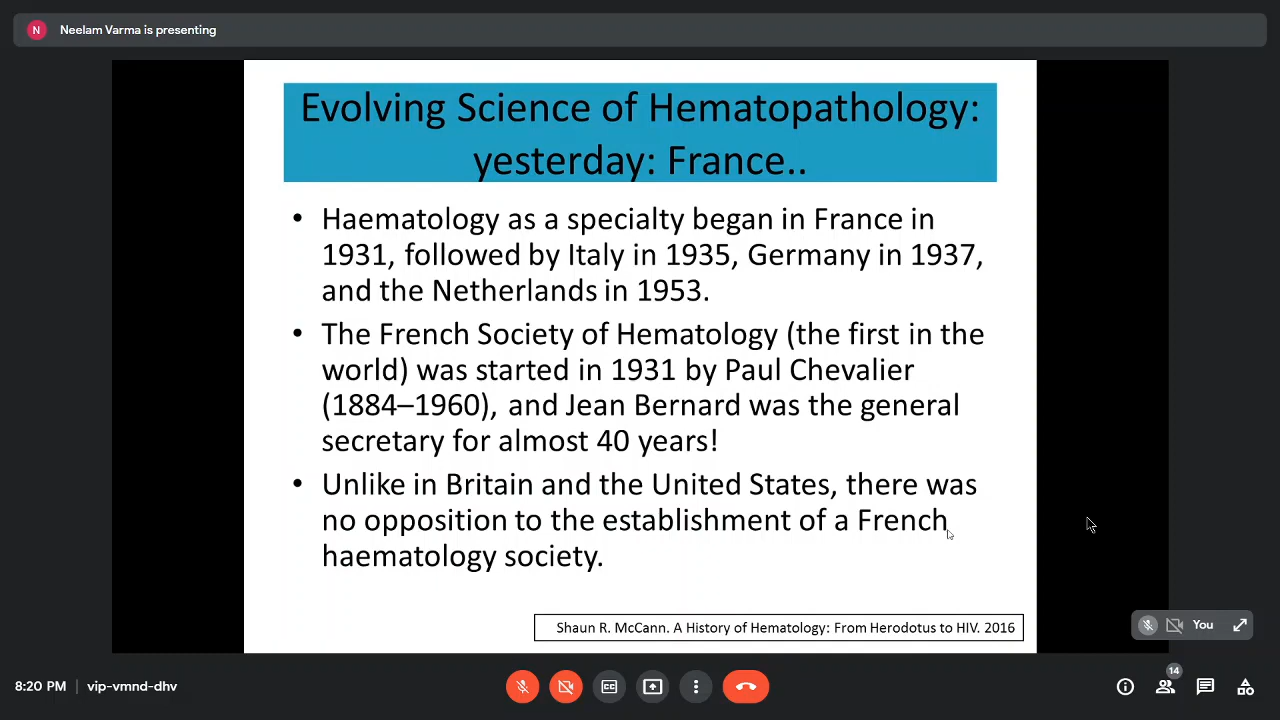 N Neelam Varma is presenting
Evolving Science of Hematopathology:
yesterday: France..
• Haematology as a specialty began in France in
1931, followed by Italy in 1935, Germany in 1937,
and the Netherlands in 1953.
• The French Society of Hematology (the first in the
world) was started in 1931 by Paul Chevalier
(1884–1960), and Jean Bernard was the general
secretary for almost 40 years!
• Unlike in Britain and the United States, there was
no opposition to the establishment of a French
haematology society.
Shaun R. McCann. A History of Hematology: From Herodotus to HIV. 2016
You
14
8:20 PM | vip-vmnd-dhv
CC